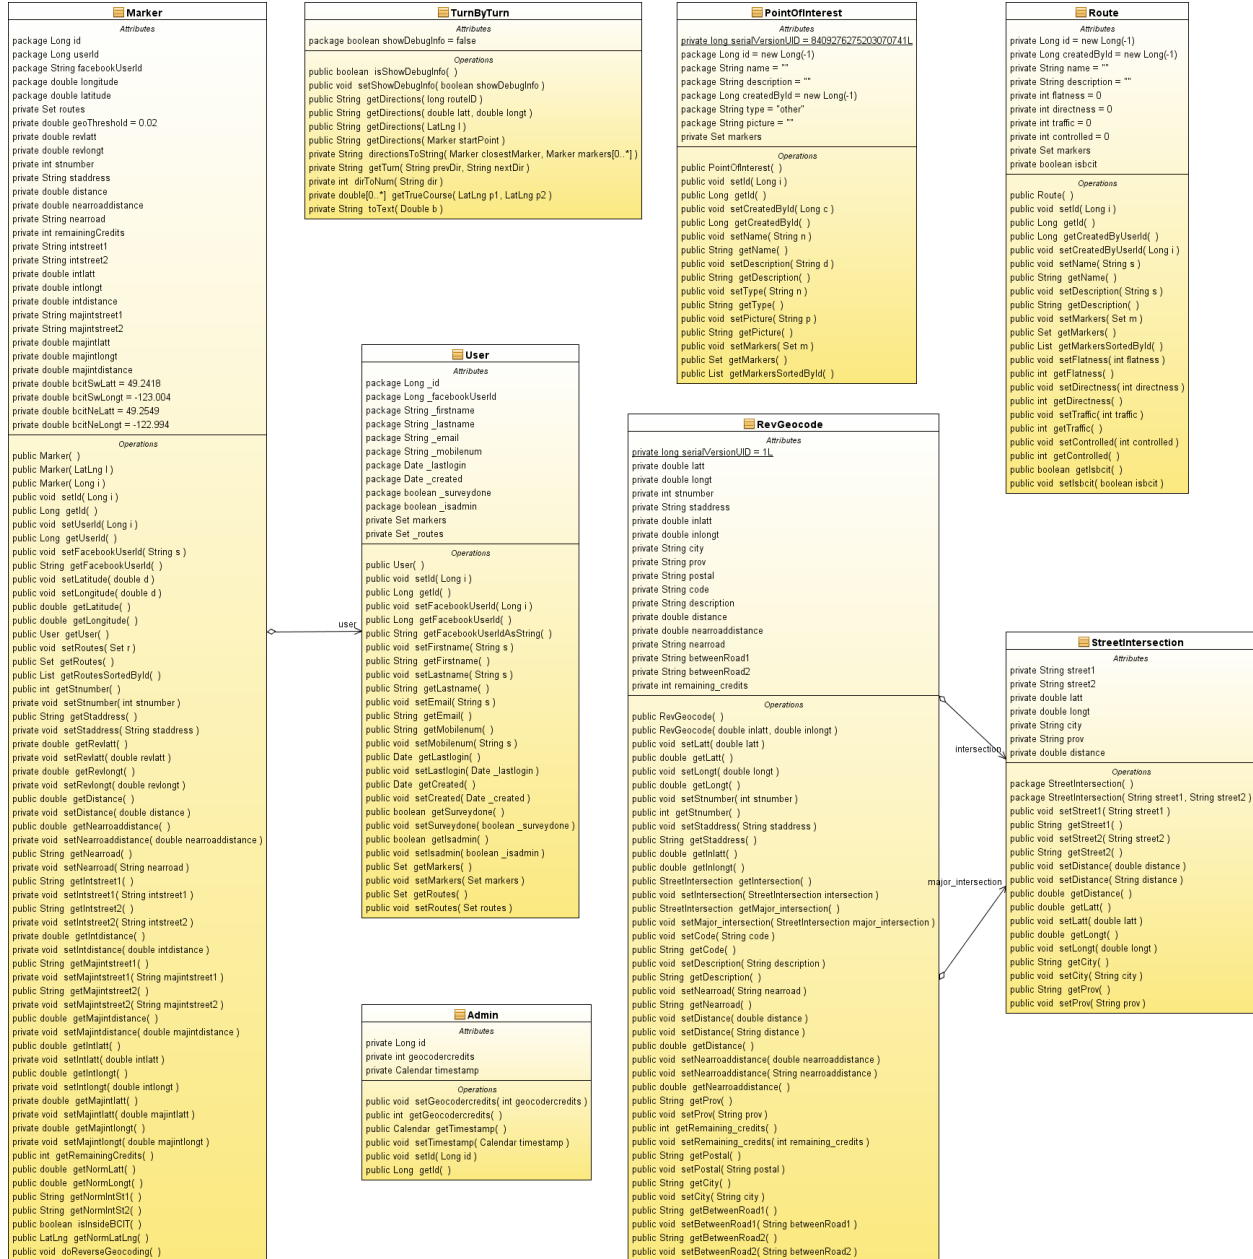 Marker
Attributes
package Long id
package Long userId
package String facebookUserId
package double longitude
package double latitude
private Set routes
private double geoThreshold = 0.02
private double revlatt
private double revlongt
private int stnumber
private String staddress
private double distance
private double nearroaddistance
private String nearroad
private int remainingCredits
private String intstreet1
private String intstreet2
private double intlatt
private double intlongt
private double intdistance
private String majintstreet1
private String majintstreet2
private double majintlatt
private double majintlongt
private double majintdistance
private double bcitSwLatt = 49.2418
private double bcitSwLongt = -123.004
private double bcitNeLatt = 49.2549
private double bcitNeLongt = -122.994
Operations
public Marker( )
public Marker( LatLng l )
public Marker( Long i )
public void setId( Long i )
public Long getId( )
public void setUserId( Long i )
public Long getUserId( )
public void setFacebookUserId( String s )
public String getFacebookUserId( )
public void setLatitude( double d )
public void setLongitude( double d )
public double getLatitude( )
public double getLongitude( )
public User getUser( )
public void setRoutes( Set r )
public Set getRoutes( )
public List getRoutesSortedById( )
public int getStnumber( )
private void setStnumber( int stnumber )
public String getStaddress( )
private void setStaddress( String staddress )
private double getRevlatt( )
private void setRevlatt( double revlatt )
private double getRevlongt( )
private void setRevlongt( double revlongt )
public double getDistance( )
private void setDistance( double distance )
public double getNearroaddistance( )
private void setNearroaddistance( double nearroaddistance )
public String getNearroad( )
private void setNearroad( String nearroad )
public String getIntstreet1( )
private void setIntstreet1( String intstreet1 )
public String getIntstreet2( )
private void setIntstreet2( String intstreet2 )
private double getIntdistance( )
private void setIntdistance( double intdistance )
public String getMajintstreet1( )
private void setMajintstreet1( String majintstreet1 )
public String getMajintstreet2( )
private void setMajintstreet2( String majintstreet2 )
public double getMajintdistance( )
private void setMajintdistance( double majintdistance )
public double getIntlatt( )
private void setIntlatt( double intlatt )
public double getIntlongt( )
private void setIntlongt( double intlongt )
public double getMajintlatt( )
private void setMajintlatt( double majintlatt )
private double getMajintlongt( )
private void setMajintlongt( double majintlongt )
public int getRemainingCredits( )
public double getNormLatt( )
public double getNormLongt( )
public String getNormIntSt1( )
public String getNormIntSt2( )
public boolean isInsideBCIT( )
public LatLng getNormLatLng( )
public void doReverseGeocoding( )
TurnByTurn
Attributes
package boolean showDebugInfo = false
Operations
public boolean isShowDebugInfo( )
public void setShowDebugInfo( boolean showDebugInfo )
public String getDirections( long routeID )
public String getDirections( double latt, double longt )
public String getDirections( LatLng l )
public String getDirections( Marker startPoint )
private String directionsToString( Marker closestMarker, Marker markers[0..*] )
private String getTurn( String prevDir, String nextDir )
private int dirToNum( String dir )
private double[0..*] getTrueCourse( LatLng p1, LatLng p2 )
private String toText( Double b )
PointOfInterest
Attributes
private long serialVersionUID = 8409276275203070741L
package Long id = new Long(-1)
package String name = ""
package String description = ""
package Long createdById = new Long(-1)
package String type = "other"
package String picture = ""
private Set markers
Operations
public PointOfInterest( )
public void setId( Long i )
public Long getId( )
public void setCreatedById( Long c )
public Long getCreatedById( )
public void setName( String n )
public String getName( )
public void setDescription( String d )
public String getDescription( )
public void setType( String n )
public String getType( )
public void setPicture( String p )
public String getPicture( )
public void setMarkers( Set m )
public Set getMarkers( )
public List getMarkersSortedById( )
Route
Attributes
private Long id = new Long(-1)
private Long createdById = new Long(-1)
private String name = ""
private String description = ""
private int flatness = 0
private int directness = 0
private int traffic = 0
private int controlled = 0
private Set markers
private boolean isbcit
Operations
public Route( )
public void setId( Long i )
public Long getId( )
public Long getCreatedByUserId( )
public void setCreatedByUserId( Long i )
public void setName( String s )
public String getName( )
public void setDescription( String s )
public String getDescription( )
public void setMarkers( Set m )
public Set getMarkers( )
public List getMarkersSortedById( )
public void setFlatness( int flatness )
public int getFlatness( )
public void setDirectness( int directness )
public int getDirectness( )
public void setTraffic( int traffic )
public int getTraffic( )
public void setControlled( int controlled )
public int getControlled( )
public boolean getIsbcit( )
public void setIsbcit( boolean isbcit )
User
Attributes
package Long _id
package Long _facebookUserId
package String _firstname
package String _lastname
package String _email
package String _mobilenum
package Date _lastlogin
package Date _created
package boolean _surveydone
package boolean _isadmin
private Set markers
private Set _routes
Operations
public User( )
public void setId( Long i )
public Long getId( )
public void setFacebookUserId( Long i )
public Long getFacebookUserId( )
public String getFacebookUserIdAsString( )
public void setFirstname( String s )
public String getFirstname( )
public void setLastname( String s )
public String getLastname( )
public void setEmail( String s )
public String getEmail( )
public String getMobilenum( )
public void setMobilenum( String s )
public Date getLastlogin( )
public void setLastlogin( Date _lastlogin )
public Date getCreated( )
public void setCreated( Date _created )
public boolean getSurveydone( )
public void setSurveydone( boolean _surveydone )
public boolean getIsadmin( )
public void setIsadmin( boolean _isadmin )
public Set getMarkers( )
public void setMarkers( Set markers )
public Set getRoutes( )
public void setRoutes( Set routes )
user
RevGeocode
Attributes
private long serialVersionUID = 1L
private double latt
private double longt
private int stnumber
private String staddress
private double inlatt
private double inlongt
private String city
private String prov
private String postal
private String code
private String description
private double distance
private double nearroaddistance
private String nearroad
private String betweenRoad1
private String betweenRoad2
private int remaining_credits
Operations
public RevGeocode( )
public RevGeocode( double inlatt, double inlongt )
public void setLatt( double latt )
public double getLatt( )
public void setLongt( double longt )
public double getLongt( )
public void setStnumber( int stnumber )
public int getStnumber( )
public void setStaddress( String staddress )
public String getStaddress( )
public double getInlatt( )
public double getInlongt( )
public StreetIntersection getIntersection( )
public void setIntersection( StreetIntersection intersection )
public StreetIntersection getMajor_intersection( )
public void setMajor_intersection( StreetIntersection major_intersection )
public void setCode( String code )
public String getCode( )
public void setDescription( String description )
public String getDescription( )
public void setNearroad( String nearroad )
public String getNearroad( )
public void setDistance( double distance )
public void setDistance( String distance )
public double getDistance( )
public void setNearroaddistance( double nearroaddistance )
public void setNearroaddistance( String nearroaddistance )
public double getNearroaddistance( )
public String getProv( )
public void setProv( String prov )
public int getRemaining_credits( )
public void setRemaining_credits( int remaining_credits )
public String getPostal( )
public void setPostal( String postal )
public String getCity( )
public void setCity( String city )
public String getBetweenRoad1( )
public void setBetweenRoad1( String betweenRoad1 )
public String getBetweenRoad2( )
public void setBetweenRoad2( String betweenRoad2 )
intersection
major_intersection
StreetIntersection
Attributes
private String street1
private String street2
private double latt
private double longt
private String city
private String prov
private double distance
Operations
package StreetIntersection( )
package StreetIntersection( String street1, String street2 )
public void setStreet1( String street1 )
public String getStreet1( )
public void setStreet2( String street2 )
public String getStreet2( )
public void setDistance( double distance )
public void setDistance( String distance )
public double getDistance( )
public double getLatt( )
public void setLatt( double latt )
public double getLongt( )
public void setLongt( double longt )
public String getCity( )
public void setCity( String city )
public String getProv( )
public void setProv( String prov )
Admin
Attributes
private Long id
private int geocodercredits
private Calendar timestamp
Operations
public void setGeocodercredits( int geocodercredits )
public int getGeocodercredits( )
public Calendar getTimestamp( )
public void setTimestamp( Calendar timestamp )
public void setId( Long id )
public Long getId( )